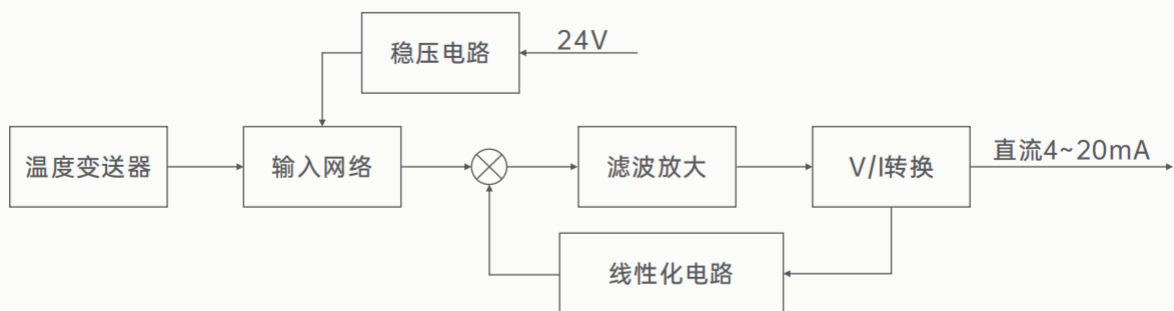 稳压电路
24V
温度变送器
输入网络
滤波放大
V/I转换
直流4~20mA
线性化电路